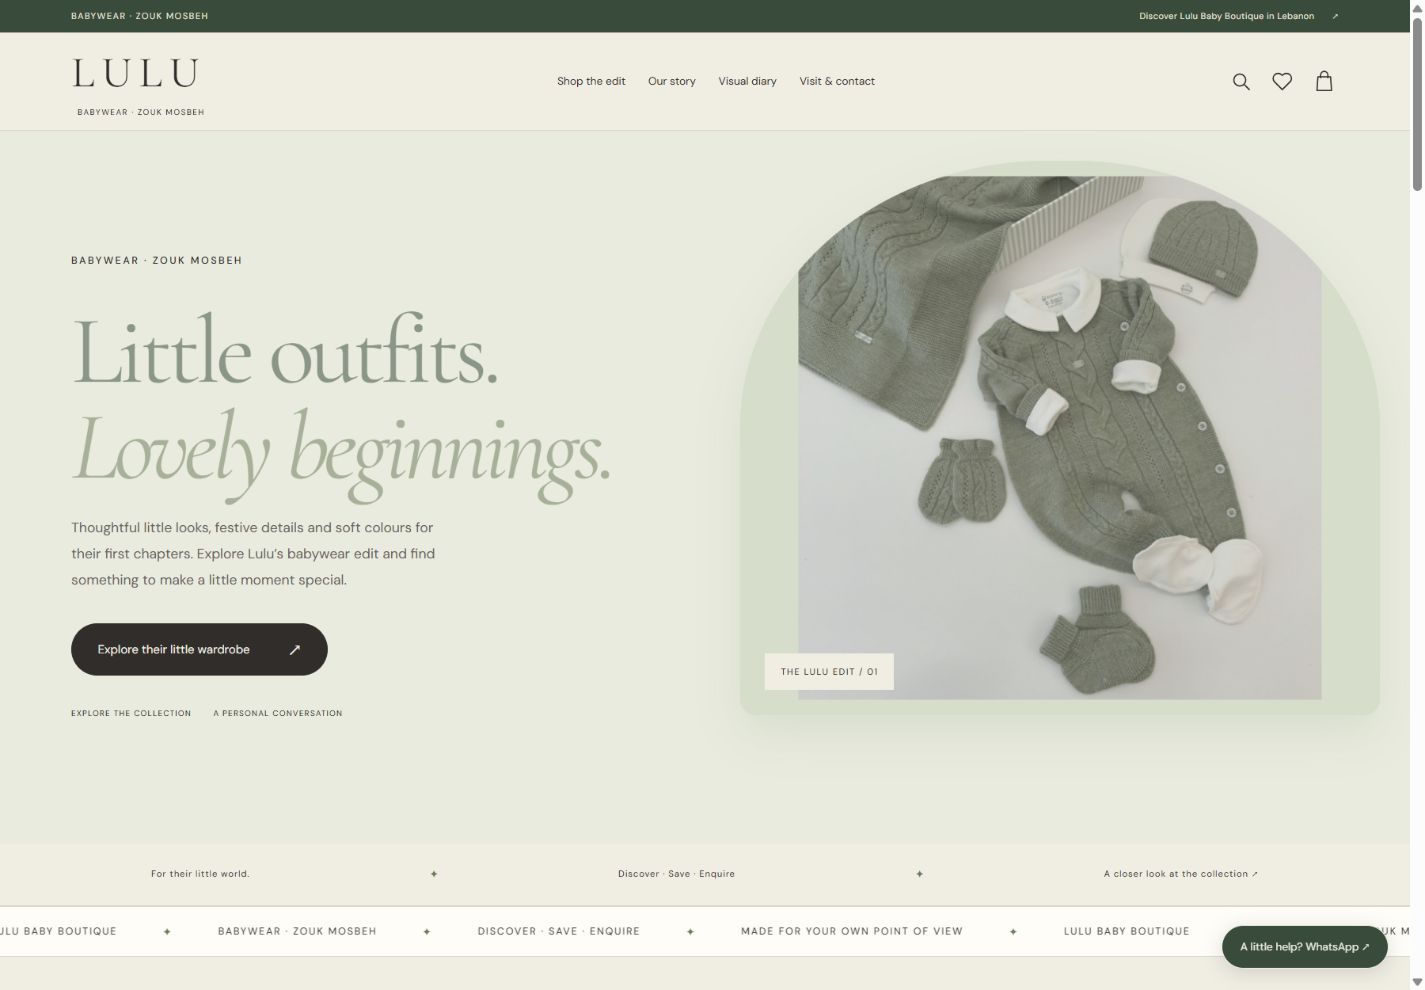 BABYWEAR · ZOUK MOSBEH
Discover Lulu Baby Boutique in Lebanon ↗
LULU
BABYWEAR · ZOUK MOSBEH
Shop the edit
Our story
Visual diary
Visit & contact
BABYWEAR · ZOUK MOSBEH
Little outfits.
Lovely beginnings.
Thoughtful little looks, festive details and soft colours for
their first chapters. Explore Lulu’s babywear edit and find
something to make a little moment special.
Explore their little wardrobe ↗
EXPLORE THE COLLECTION
A PERSONAL CONVERSATION
THE LULU EDIT / 01
For their little world.
✦
Discover · Save · Enquire
✦
A closer look at the collection ↗
ULU BABY BOUTIQUE ✦ BABYWEAR · ZOUK MOSBEH ✦ DISCOVER · SAVE · ENQUIRE ✦ MADE FOR YOUR OWN POINT OF VIEW ✦ LULU BABY BOUTIQUE
A little help? WhatsApp ↗